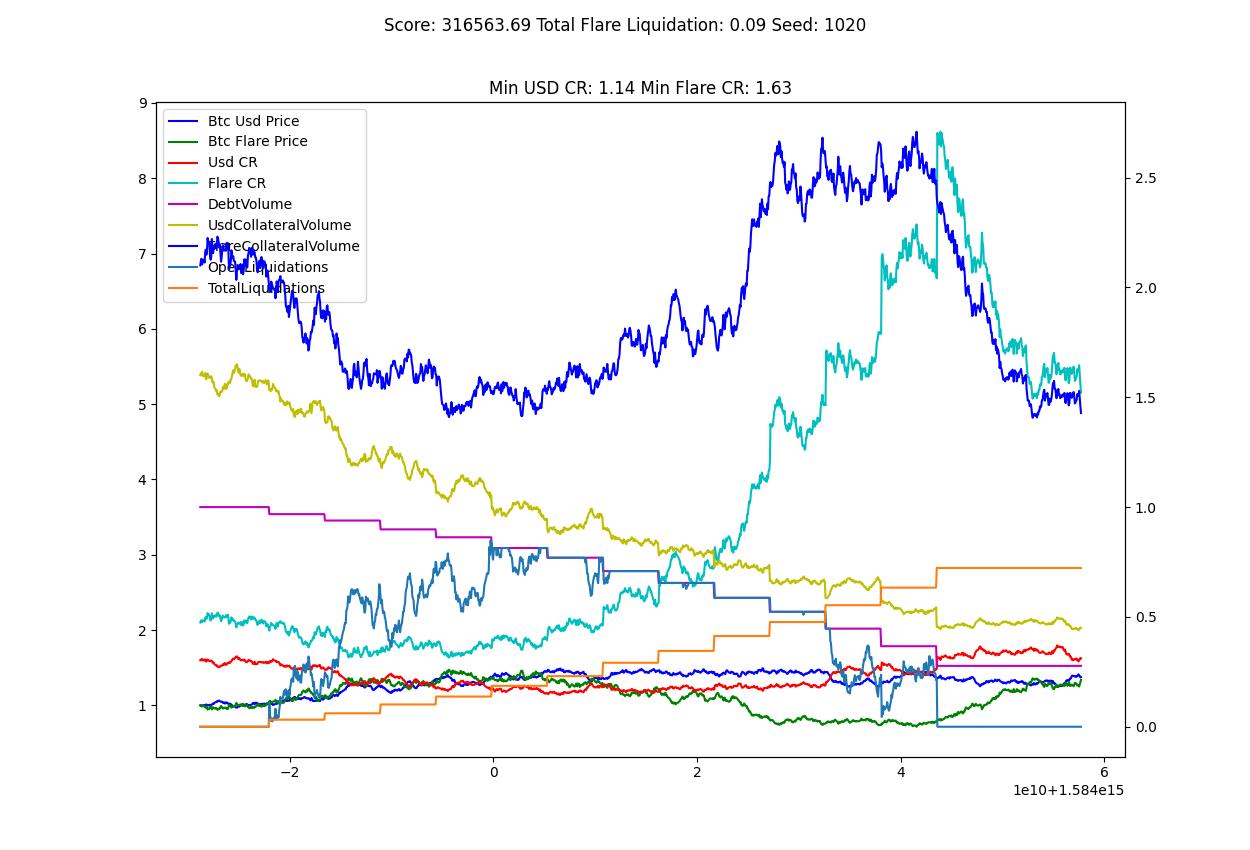 Score: 316563.69 Total Flare Liquidation: 0.09 Seed: 1020
Min USD CR: 1.14 Min Flare CR: 1.63
Btc Usd Price
Btc Flare Price
Usd CR
Flare CR
DebtVolume
UsdCollateralVolume
FlareCollateralVolume
OpenLiquidations
TotalLiquidations
9
8
7
6
5
4
3
2
1
2.5
2.0
1.5
1.0
0.5
0.0
−2 0 2 4 6
1e10+1.584e15